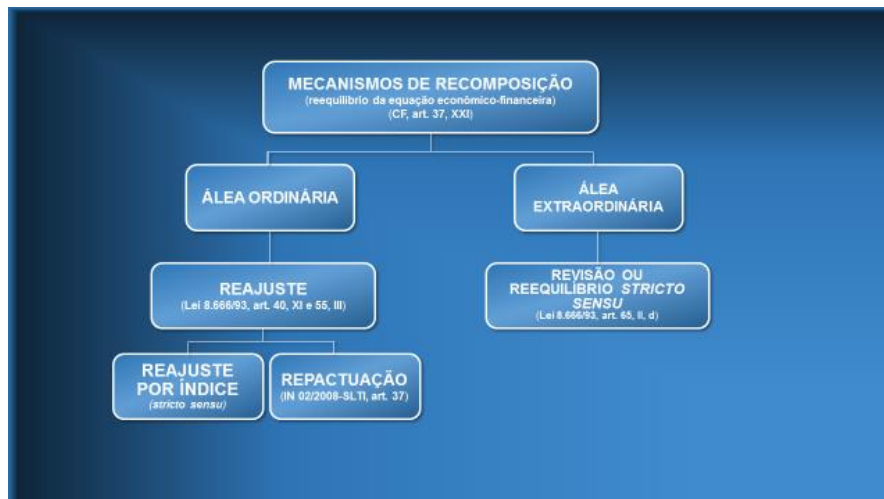 MECANISMOS DE RECOMPOSIÇÃO
(reequilíbrio da equação econômico-financeira)
(CF, art. 37, XXI)
ÁLEA ORDINÁRIA
ÁLEA
EXTRAORDINÁRIA
REAJUSTE
(Lei 8.666/93, art. 40, XI e 55, III)
REVISÃO OU
REEQUILÍBRIO STRICTO
SENSU
(Lei 8.666/93, art. 65, II, d)
REAJUSTE
POR ÍNDICE
(stricto sensu)
REPACTUAÇÃO
(IN 02/2008-SLTI, art. 37)